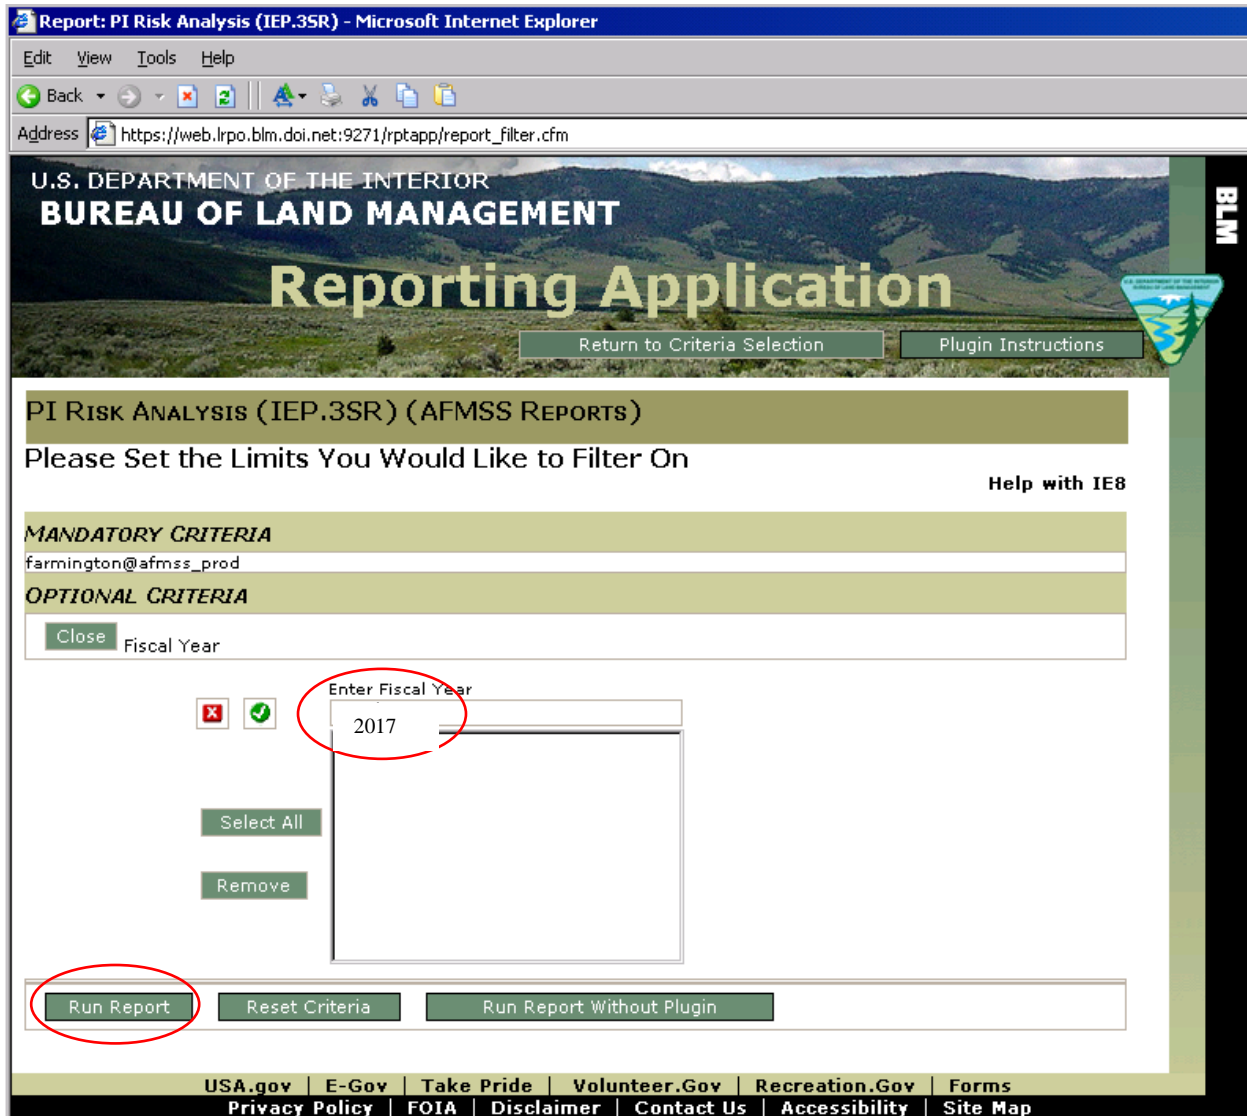 Report: PI Risk Analysis (IEP.3SR) - Microsoft Internet Explorer
Edit View Tools Help
Back
Address https://web.lrpo.blm.doi.net:9271/rptapp/report_filter.cfm
U.S. DEPARTMENT OF THE INTERIOR
BUREAU OF LAND MANAGEMENT
BLM
Reporting Application
Return to Criteria Selection Plugin Instructions
PI RISK ANALYSIS (IEP.3SR) (AFMSS REPORTS)
Please Set the Limits You Would Like to Filter On
Help with IE8
MANDATORY CRITERIA
farmington@afmss_prod
OPTIONAL CRITERIA
Close Fiscal Year
Enter Fiscal Year
2017
Select All
Remove
Run Report Reset Criteria Run Report Without Plugin
USA.gov | E-Gov | Take Pride | Volunteer.Gov | Recreation.Gov | Forms
Privacy Policy | FOIA | Disclaimer | Contact Us | Accessibility | Site Map